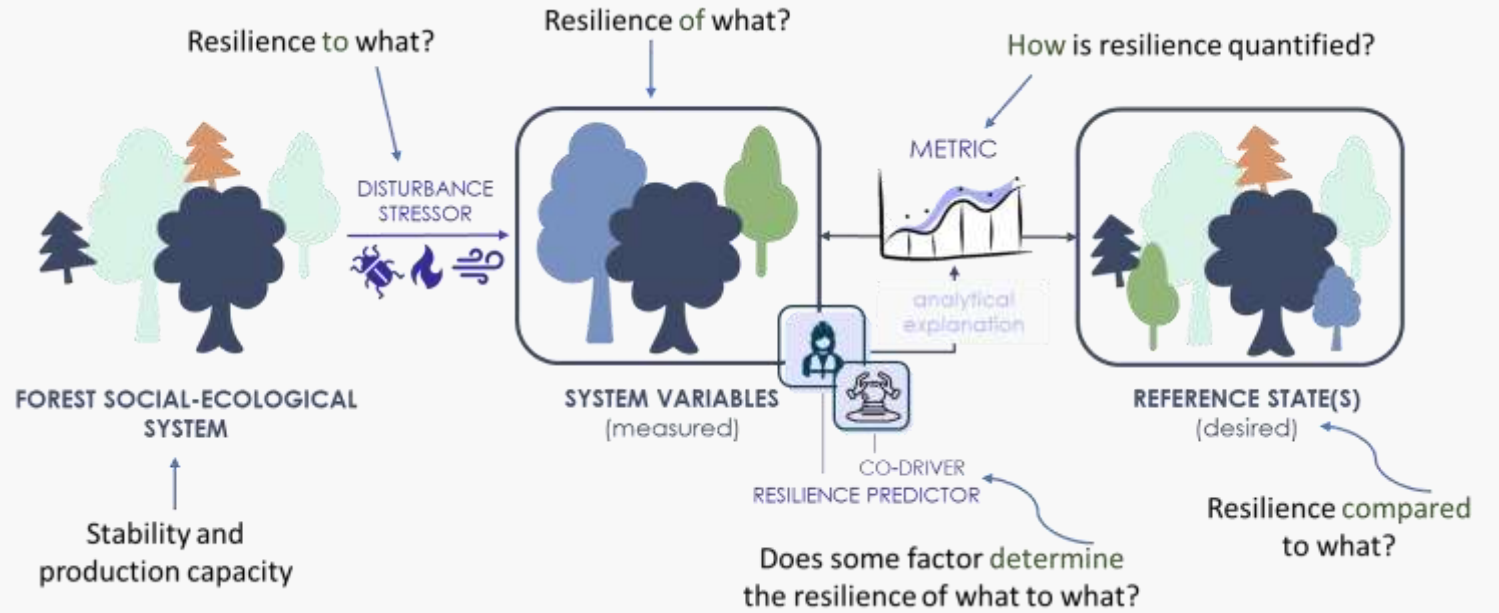 Resilience to what?
Resilience of what?
How is resilience quantified?
METRIC
DISTURBANCE
STRESSOR
analytical
explanation
FOREST SOCIAL-ECOLOGICAL
SYSTEM
SYSTEM VARIABLES
(measured)
REFERENCE STATE(S)
(desired)
CO-DRIVER
RESILIENCE PREDICTOR
Stability and
production capacity
Does some factor determine
the resilience of what to what?
Resilience compared
to what?